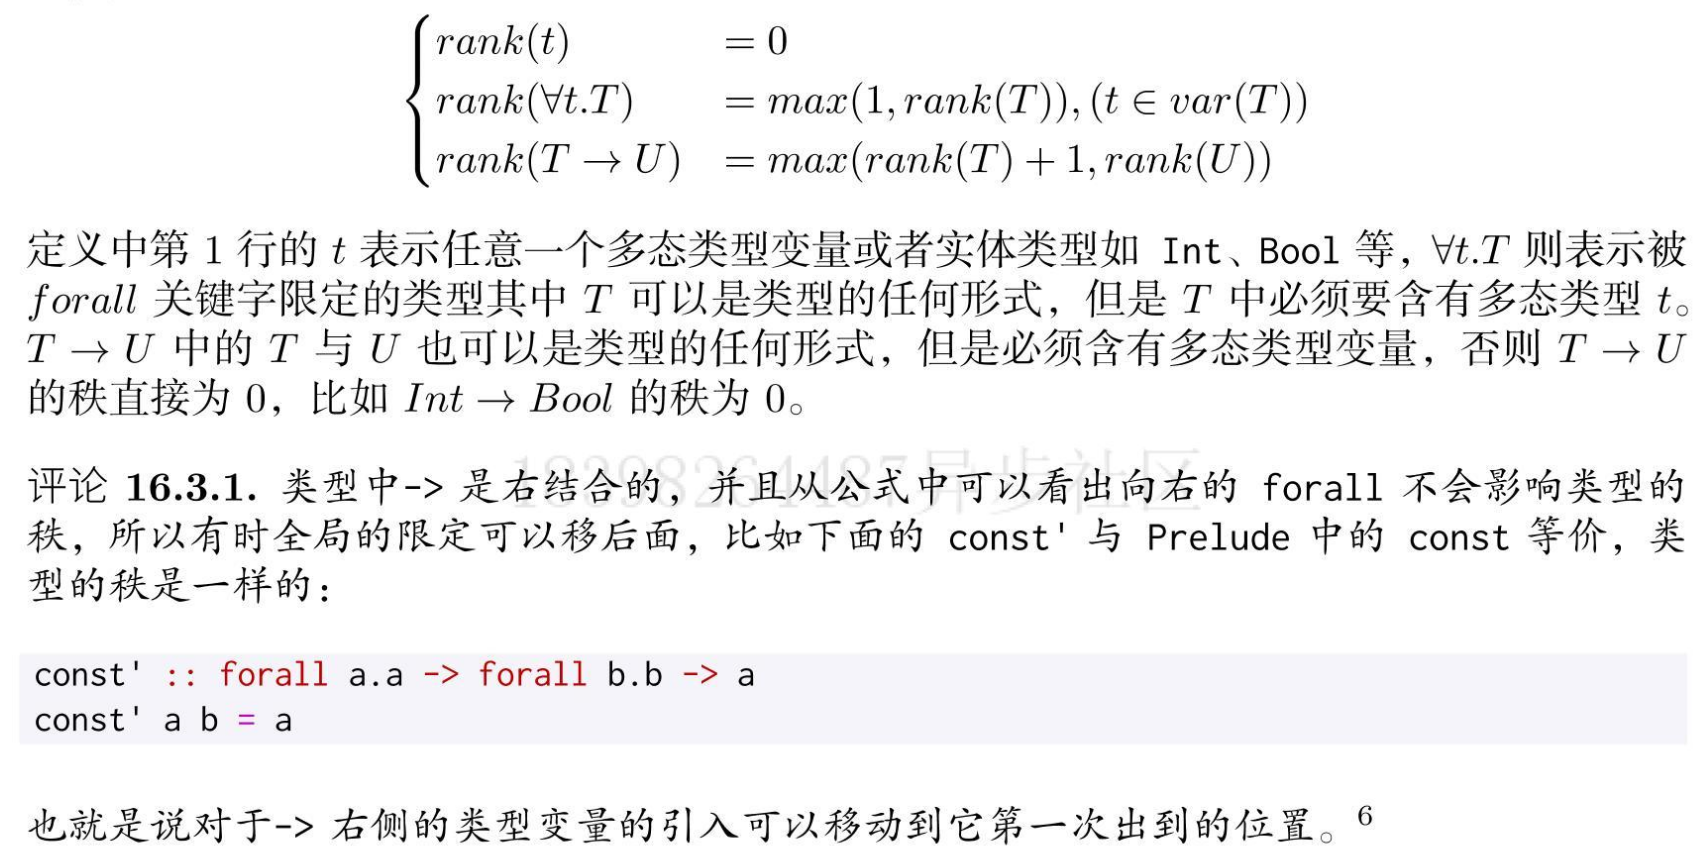 rank(t) = 0
rank(∀t.T) = max(1, rank(T)), (t ∈ var(T))
rank(T → U) = max(rank(T) + 1, rank(U))
定义中第 1 行的 t 表示任意一个多态类型变量或者实体类型如 Int、Bool 等，∀t.T 则表示被
forall 关键字限定的类型其中 T 可以是类型的任何形式，但是 T 中必须要含有多态类型 t。
T → U 中的 T 与 U 也可以是类型的任何形式，但是必须含有多态类型变量，否则 T → U
的秩直接为 0，比如 Int → Bool 的秩为 0。
评论 16.3.1. 类型中-> 是右结合的，并且从公式中可以看出向右的 forall 不会影响类型的
秩，所以有时全局的限定可以移后面，比如下面的 const' 与 Prelude 中的 const 等价，类
型的秩是一样的：
const' :: forall a.a -> forall b.b -> a
const' a b = a
也就是说对于-> 右侧的类型变量的引入可以移动到它第一次出到的位置。6